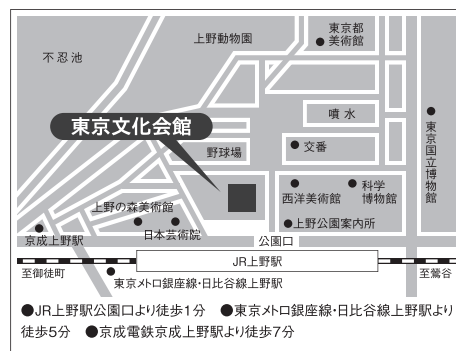 不忍池
上野動物園
東京都
美術館
東京文化会館
噴水
交番
野球場
東京国立博物館
西洋美術館
科学
博物館
上野の森美術館
上野公園案内所
京成上野駅
日本芸術院
公園口
JR上野駅
至御徒町
至鶯谷
東京メトロ銀座線・日比谷線上野駅
●JR上野駅公園口より徒歩1分 ●東京メトロ銀座線・日比谷線上野駅より
徒歩5分 ●京成電鉄京成上野駅より徒歩7分